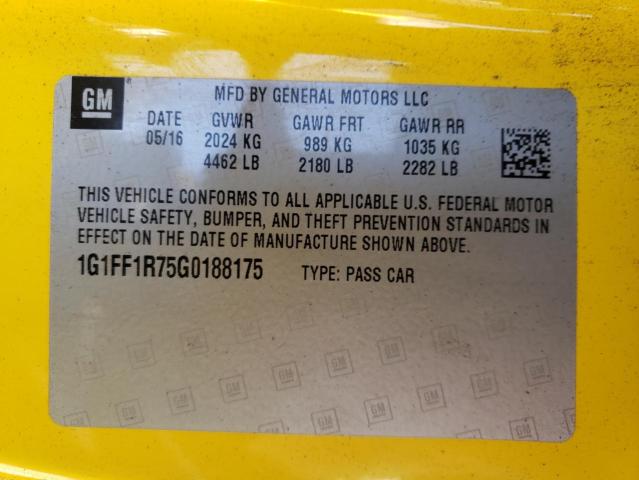 GM MFD BY GENERAL MOTORS LLC
DATE GVWR GAWR FRT GAWR RR
05/16 2024 KG 989 KG 1035 KG
4462 LB 2180 LB 2282 LB
THIS VEHICLE CONFORMS TO ALL APPLICABLE U.S. FEDERAL MOTOR
VEHICLE SAFETY, BUMPER, AND THEFT PREVENTION STANDARDS IN
EFFECT ON THE DATE OF MANUFACTURE SHOWN ABOVE.
1G1FF1R75G0188175 TYPE: PASS CAR